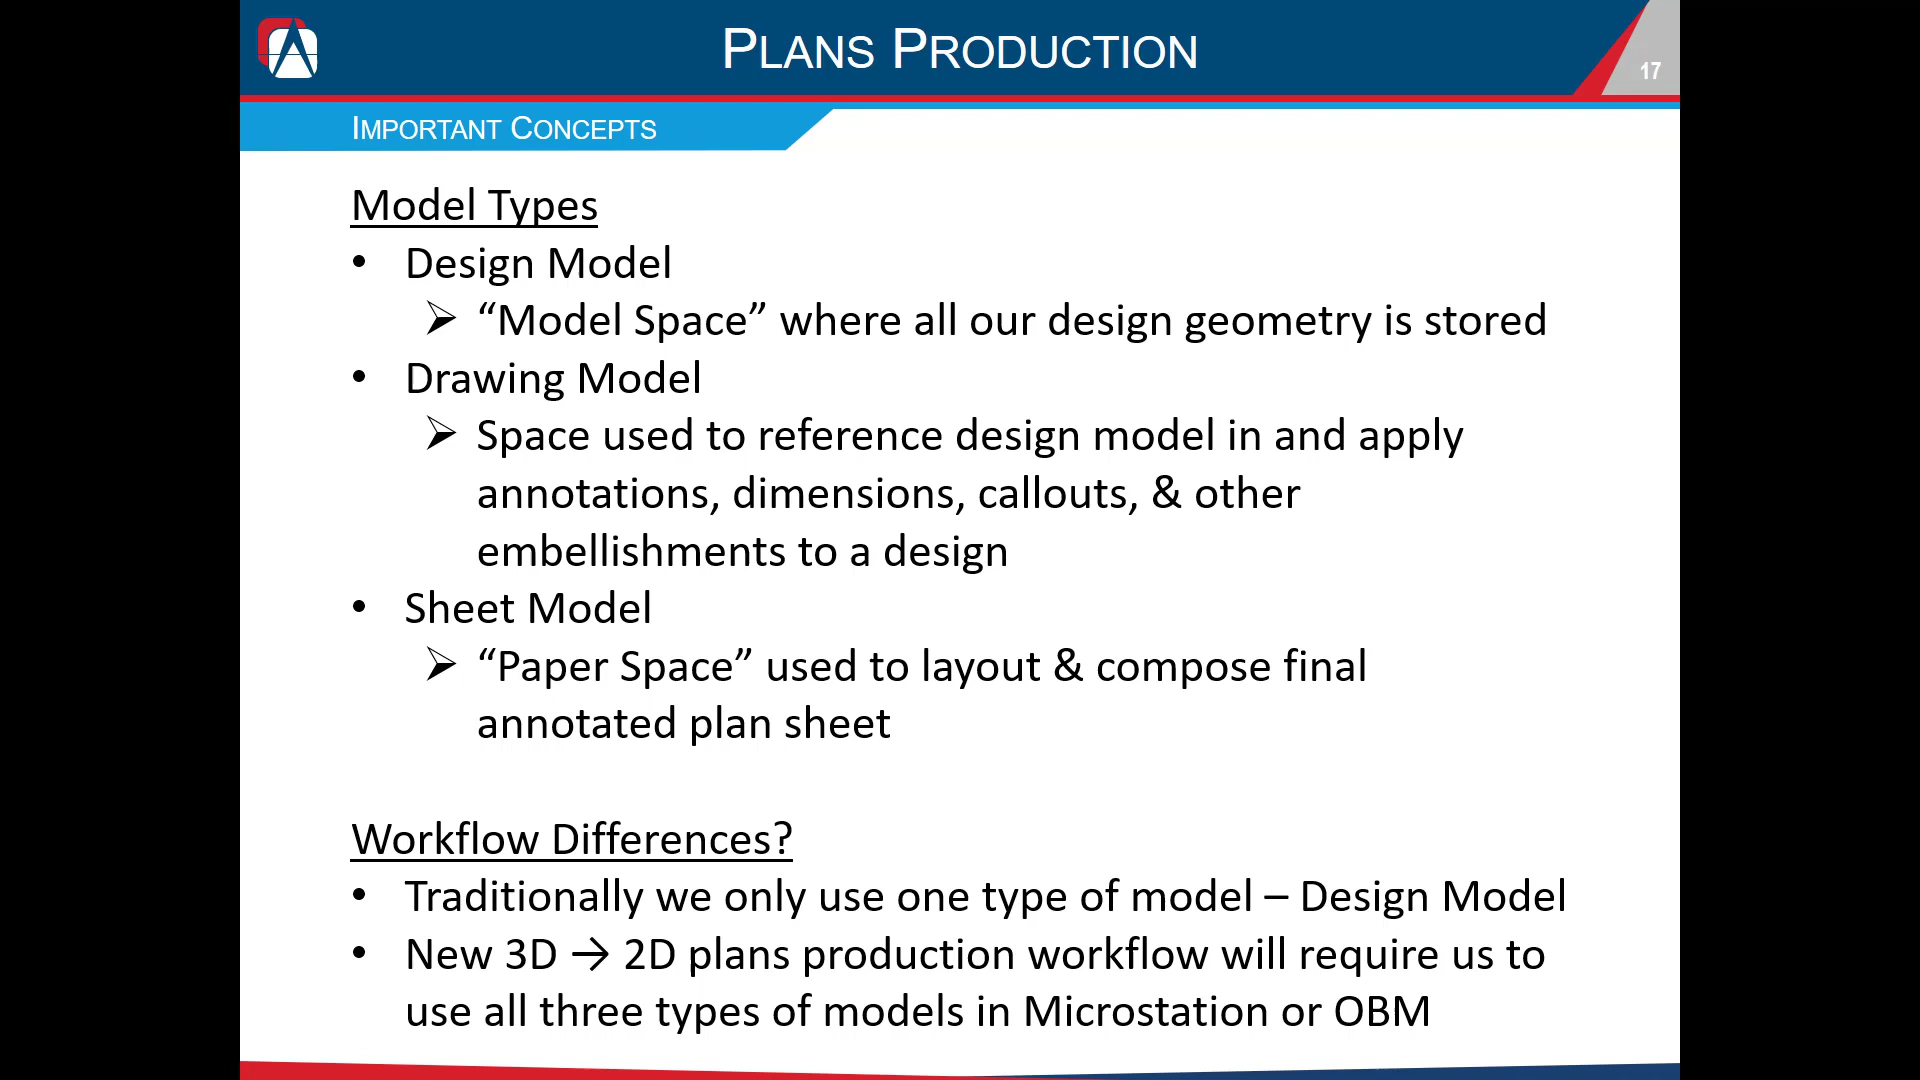 PLANS PRODUCTION
17
IMPORTANT CONCEPTS
Model Types
• Design Model
➢ “Model Space” where all our design geometry is stored
• Drawing Model
➢ Space used to reference design model in and apply
annotations, dimensions, callouts, & other
embellishments to a design
• Sheet Model
➢ “Paper Space” used to layout & compose final
annotated plan sheet
Workflow Differences?
• Traditionally we only use one type of model – Design Model
• New 3D → 2D plans production workflow will require us to
use all three types of models in Microstation or OBM